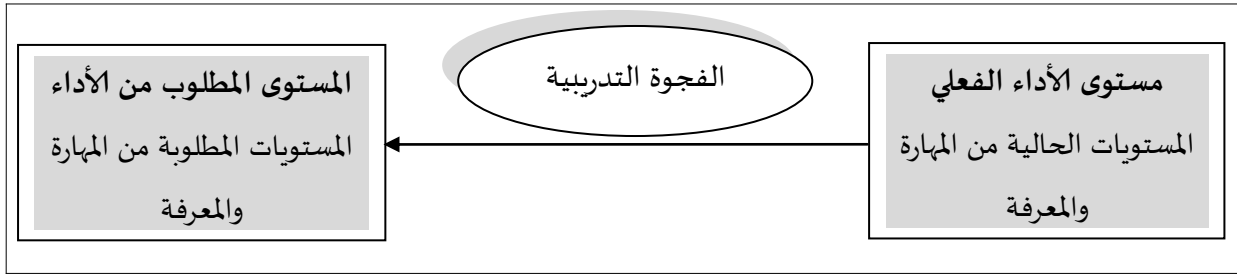 مستوى الأداء الفعلي
المستويات الحالية من المهارة
والمعرفة
الفجوة التدريبية
المستوى المطلوب من الأداء
المستويات المطلوبة من المهارة
والمعرفة